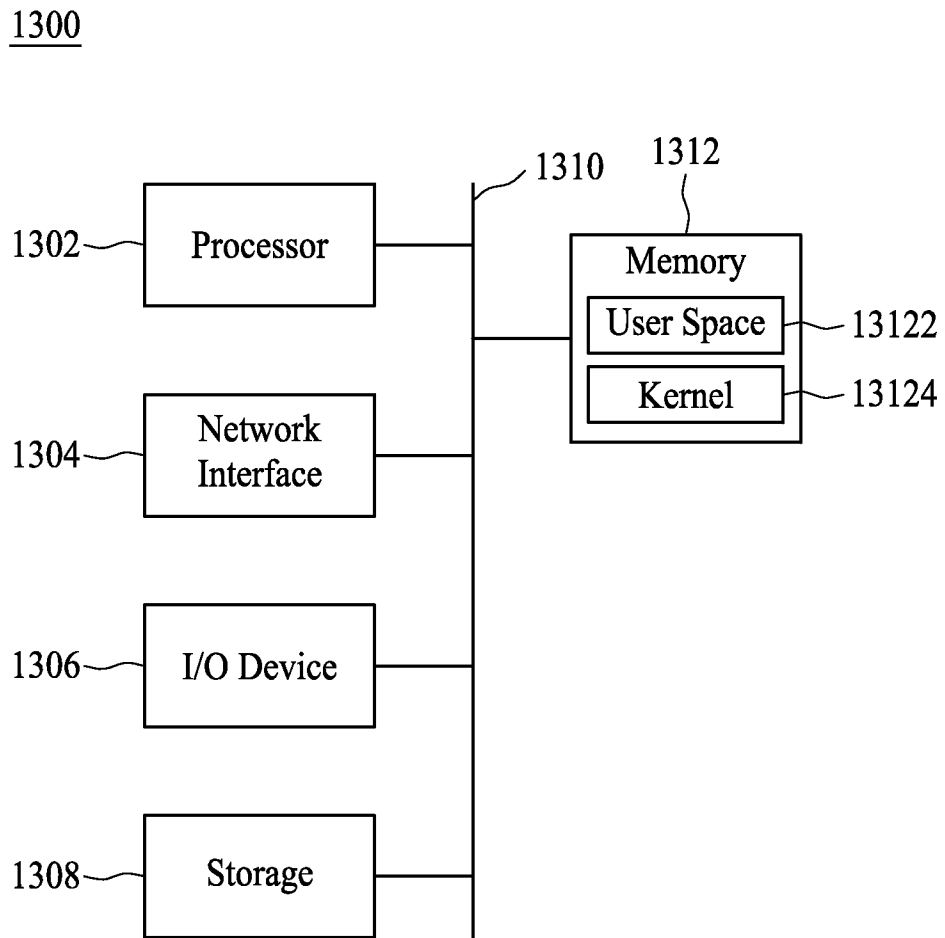 1300
1310
1312
1302
Processor
Memory
User Space
13122
Kernel
13124
1304
Network
Interface
1306
I/O Device
1308
Storage